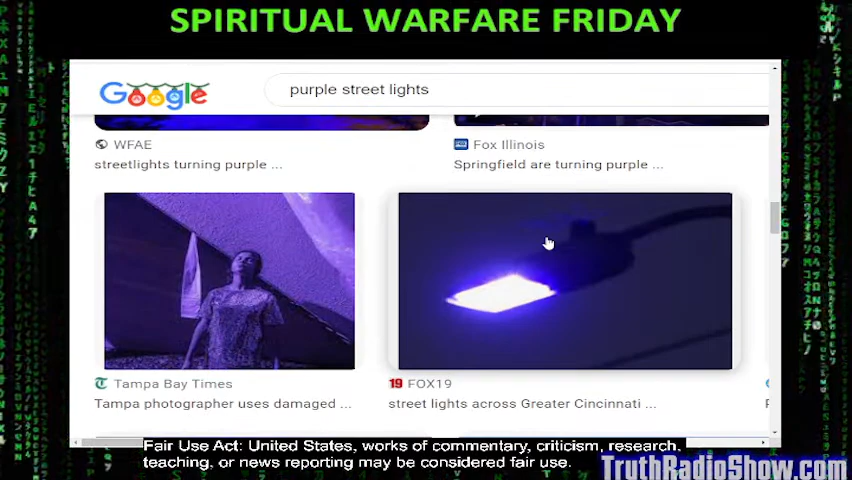 SPIRITUAL WARFARE FRIDAY
Google
purple street lights
WFAE
Fox Illinois
streetlights turning purple ...
Springfield are turning purple ...
Tampa Bay Times
19 FOX19
Tampa photographer uses damaged ...
street lights across Greater Cincinnati ...
Fair Use Act: United States, works of commentary, criticism, research,
teaching, or news reporting may be considered fair use.
TruthRadioShow.com